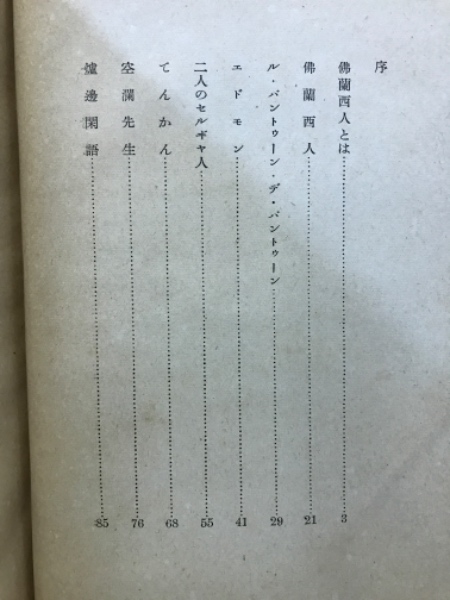 序
佛蘭西人とは……3
佛蘭西人……21
ル・パントゥーン・デ・パントゥーン……29
エドモン……41
二人のセルギヤ人……55
てんかん……68
空瀾先生……76
爐邊閑語……85